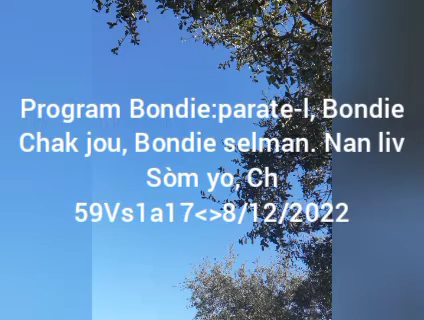 Program Bondie:parate-l, Bondie
Chak jou, Bondie selman. Nan liv
Sòm yo, Ch
59Vs1a17<>8/12/2022